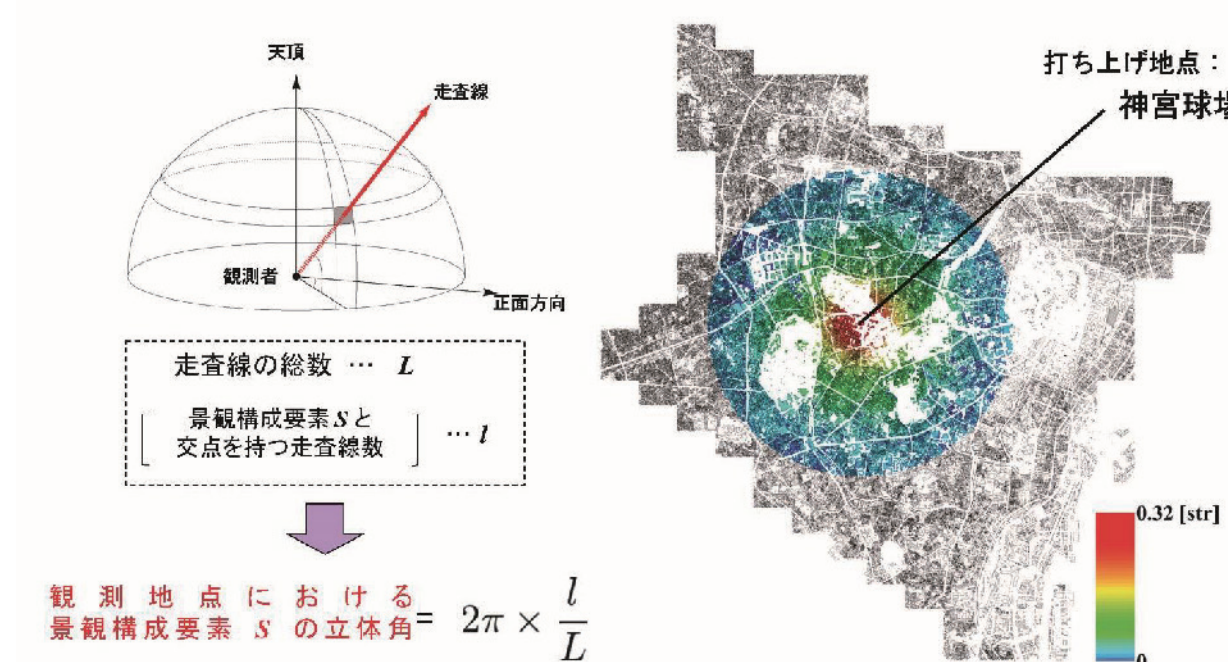 天頂
走査線
観測者
正面方向
走査線の総数 … L
景観構成要素 S と
交点を持つ走査線数 … l
観測地点における
景観構成要素 S の立体角 = 2π × l/L
打ち上げ地点：
神宮球場
0.32 [str]
0